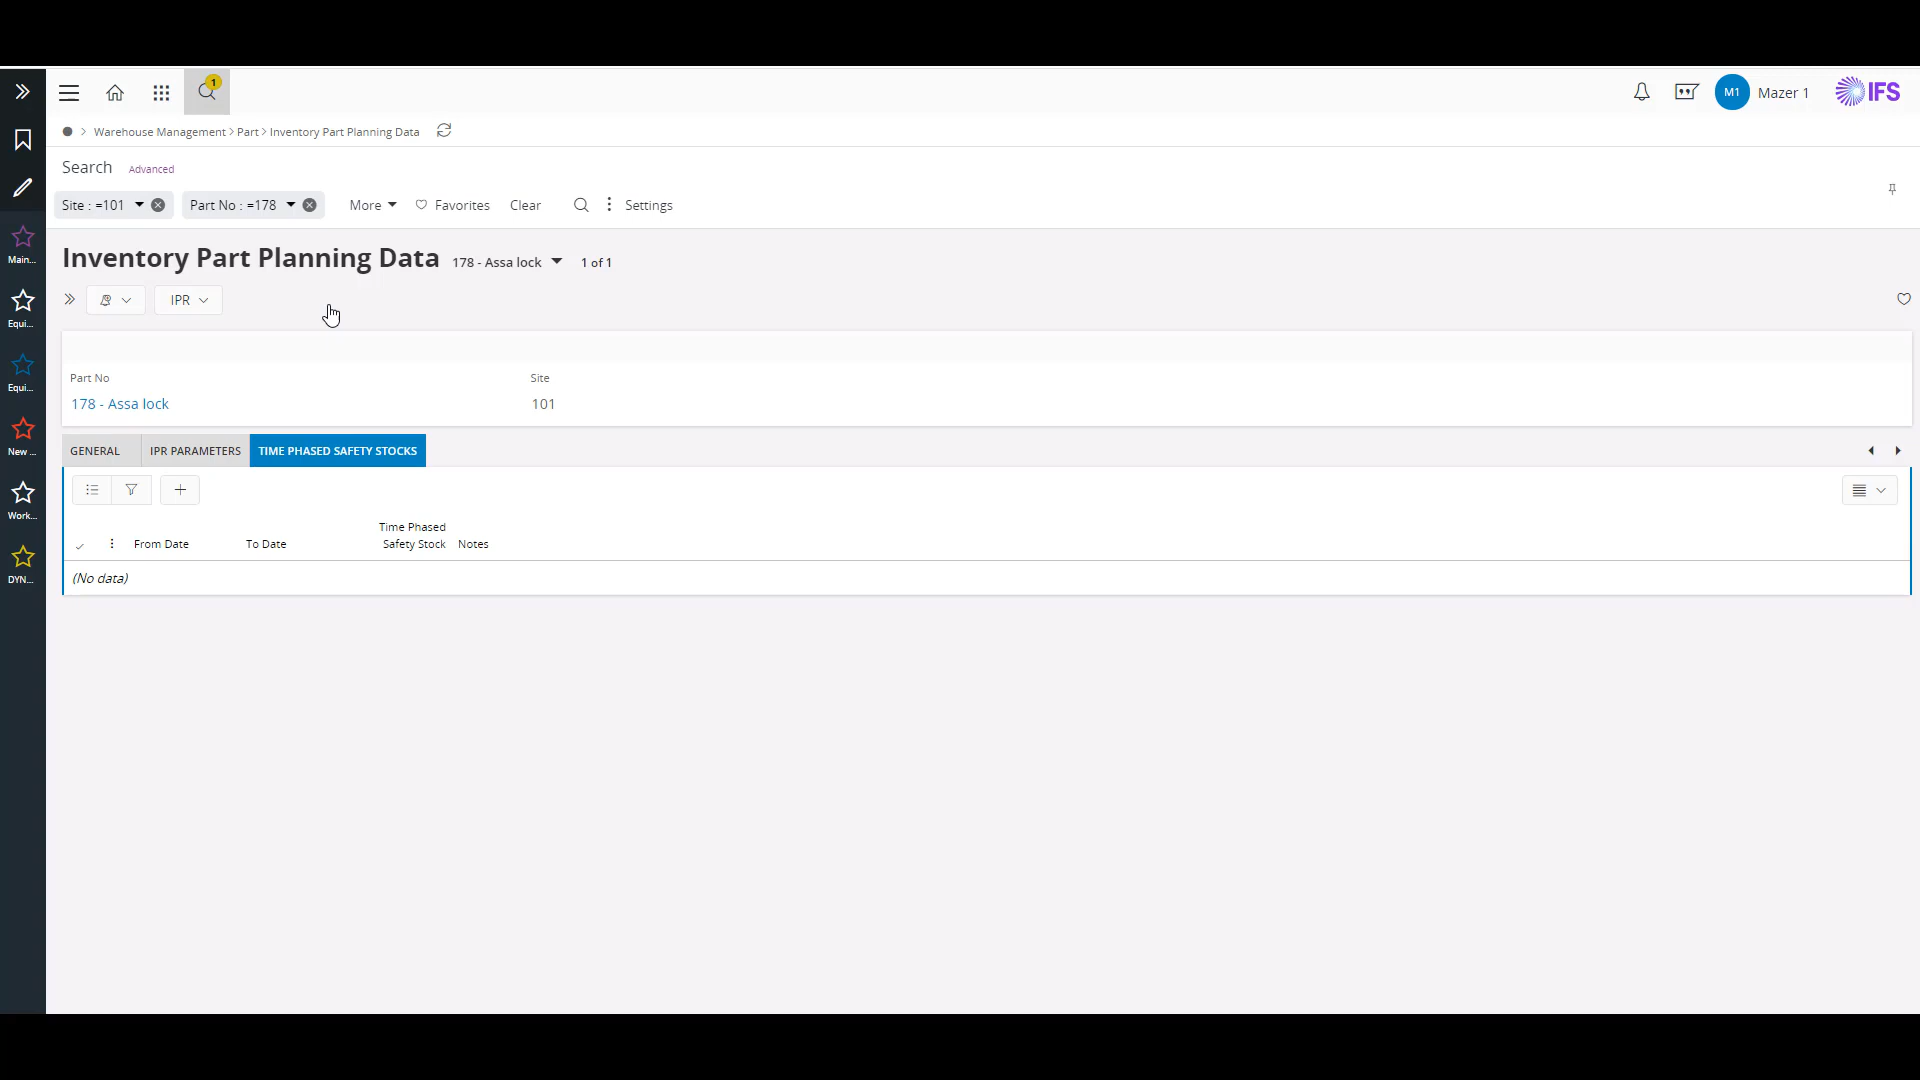 1
M1 Mazer 1 IFS
Warehouse Management > Part > Inventory Part Planning Data
Search Advanced
Site : =101 Part No : =178 More Favorites Clear Settings
Main...
Inventory Part Planning Data 178 - Assa lock 1 of 1
IPR
Equi...
Part No Site
Equi...
178 - Assa lock 101
New ...
GENERAL IPR PARAMETERS TIME PHASED SAFETY STOCKS
Work...
Time Phased
From Date To Date Safety Stock Notes
DYN...
(No data)